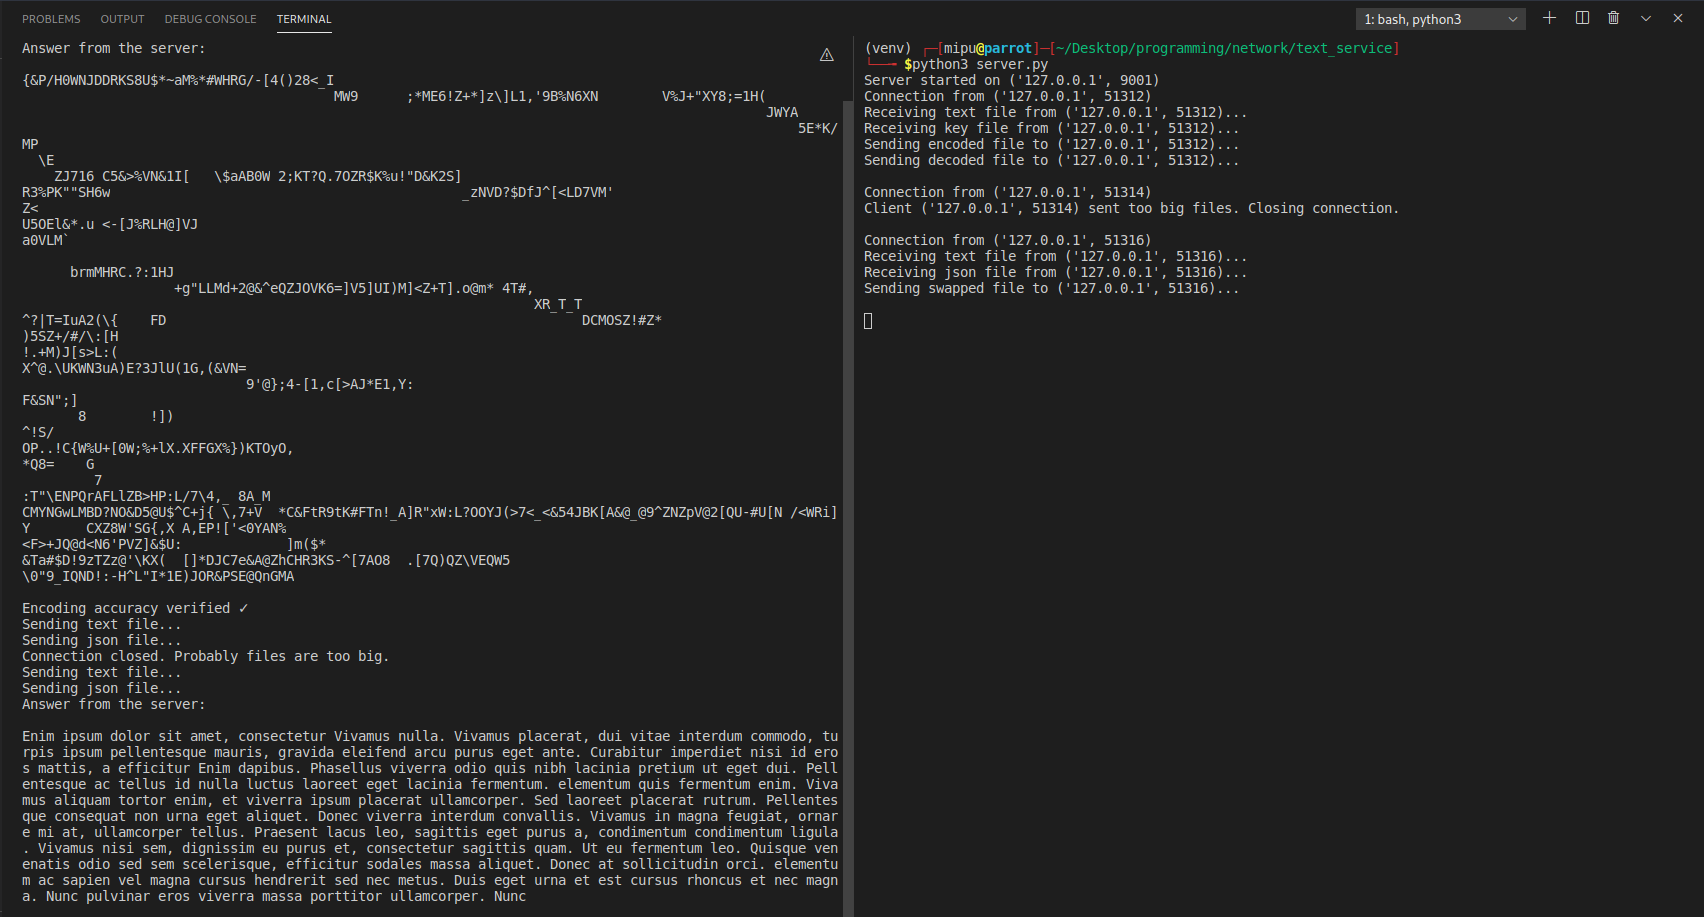 PROBLEMS OUTPUT DEBUG CONSOLE TERMINAL
1: bash, python3
Answer from the server:
{&P/H0WNJDDRKS8U$*~aM%*#WHRG/-[4()28<_I
MW9 ;*ME6!Z+*]z\]L1,'9B%N6XN V%J+"XY8;=1H(
JWYA
5E*K/
MP
\E
ZJ716 C5&>%VN&1I[ \$aAB0W 2;KT?Q.7OZR$K%u!"D&K2S]
R3%PK""SH6w _zNVD?$DfJ^[<LD7VM'
Z<
U5OEl&*.u <-[J%RLH@]VJ
a0VLM`
brmMHRC.?:1HJ
+g"LLMd+2@&^eQZJOVK6=]V5]UI)M]<Z+T].o@m* 4T#,
XR_T_T
^?|T=IuA2(\{ FD DCMOSZ!#Z*
)5SZ+/#/\:[H
!.+M)J[s>L:(
X^@.\UKWN3uA)E?3JlU(1G,(&VN=
9'@};4-[1,c[>AJ*E1,Y:
F&SN";]
8 !])
^!S/
OP..!C{W%U+[0W;%+lX.XFFGX%})KTOyO,
*Q8= G
7
:T"\ENPQrAFLlZB>HP:L/7\4,_ 8A_M
CMYNGwLMBD?NO&D5@U$^C+j{ \,7+V *C&FtR9tK#FTn!_A]R"xW:L?OOYJ(>7<_<&54JBK[A&@_@9^ZNZpV@2[QU-#U[N /<WRi]
Y CXZ8W'SG{,X A,EP!['<0YAN%
<F>+JQ@d<N6'PVZ]&$U: ]m($*
&Ta#$D!9zTZz@'\KX( []*DJC7e&A@ZhCHR3KS-^[7AO8 .[7Q)QZ\VEQW5
\0"9_IQND!:-H^L"I*1E)JOR&PSE@QnGMA
Encoding accuracy verified ✓
Sending text file...
Sending json file...
Connection closed. Probably files are too big.
Sending text file...
Sending json file...
Answer from the server:
Enim ipsum dolor sit amet, consectetur Vivamus nulla. Vivamus placerat, dui vitae interdum commodo, tu
rpis ipsum pellentesque mauris, gravida eleifend arcu purus eget ante. Curabitur imperdiet nisi id ero
s mattis, a efficitur Enim dapibus. Phasellus viverra odio quis nibh lacinia pretium ut eget dui. Pell
entesque ac tellus id nulla luctus laoreet eget lacinia fermentum. elementum quis fermentum enim. Viva
mus aliquam tortor enim, et viverra ipsum placerat ullamcorper. Sed laoreet placerat rutrum. Pellentes
que consequat non urna eget aliquet. Donec viverra interdum convallis. Vivamus in magna feugiat, ornar
e mi at, ullamcorper tellus. Praesent lacus leo, sagittis eget purus a, condimentum condimentum ligula
. Vivamus nisi sem, dignissim eu purus et, consectetur sagittis quam. Ut eu fermentum leo. Quisque ven
enatis odio sed sem scelerisque, efficitur sodales massa aliquet. Donec at sollicitudin orci. elementu
m ac sapien vel magna cursus hendrerit sed nec metus. Duis eget urna et est cursus rhoncus et nec magn
a. Nunc pulvinar eros viverra massa porttitor ullamcorper. Nunc
(venv) ┌─[mipu@parrot]─[~/Desktop/programming/network/text_service]
└──╼ $python3 server.py
Server started on ('127.0.0.1', 9001)
Connection from ('127.0.0.1', 51312)
Receiving text file from ('127.0.0.1', 51312)...
Receiving key file from ('127.0.0.1', 51312)...
Sending encoded file to ('127.0.0.1', 51312)...
Sending decoded file to ('127.0.0.1', 51312)...
Connection from ('127.0.0.1', 51314)
Client ('127.0.0.1', 51314) sent too big files. Closing connection.
Connection from ('127.0.0.1', 51316)
Receiving text file from ('127.0.0.1', 51316)...
Receiving json file from ('127.0.0.1', 51316)...
Sending swapped file to ('127.0.0.1', 51316)...